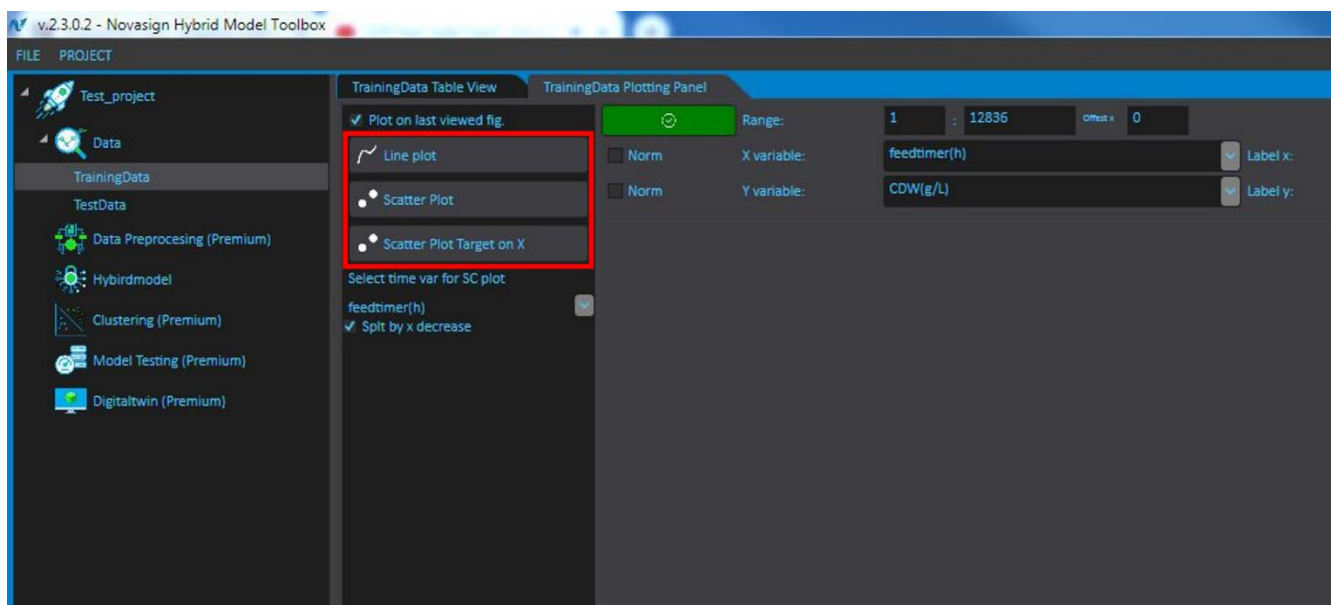 v.2.3.0.2 - Novasign Hybrid Model Toolbox
FILE PROJECT
Test_project
Data
TrainingData
TestData
Data Preprocesing (Premium)
Hybirdmodel
Clustering (Premium)
Model Testing (Premium)
Digitaltwin (Premium)
TrainingData Table View TrainingData Plotting Panel
Plot on last viewed fig.
Line plot
Scatter Plot
Scatter Plot Target on X
Select time var for SC plot
feedtimer(h)
Splt by x decrease
Range: 1 : 12836 Offest x 0
Norm X variable: feedtimer(h) Label x:
Norm Y variable: CDW(g/L) Label y: